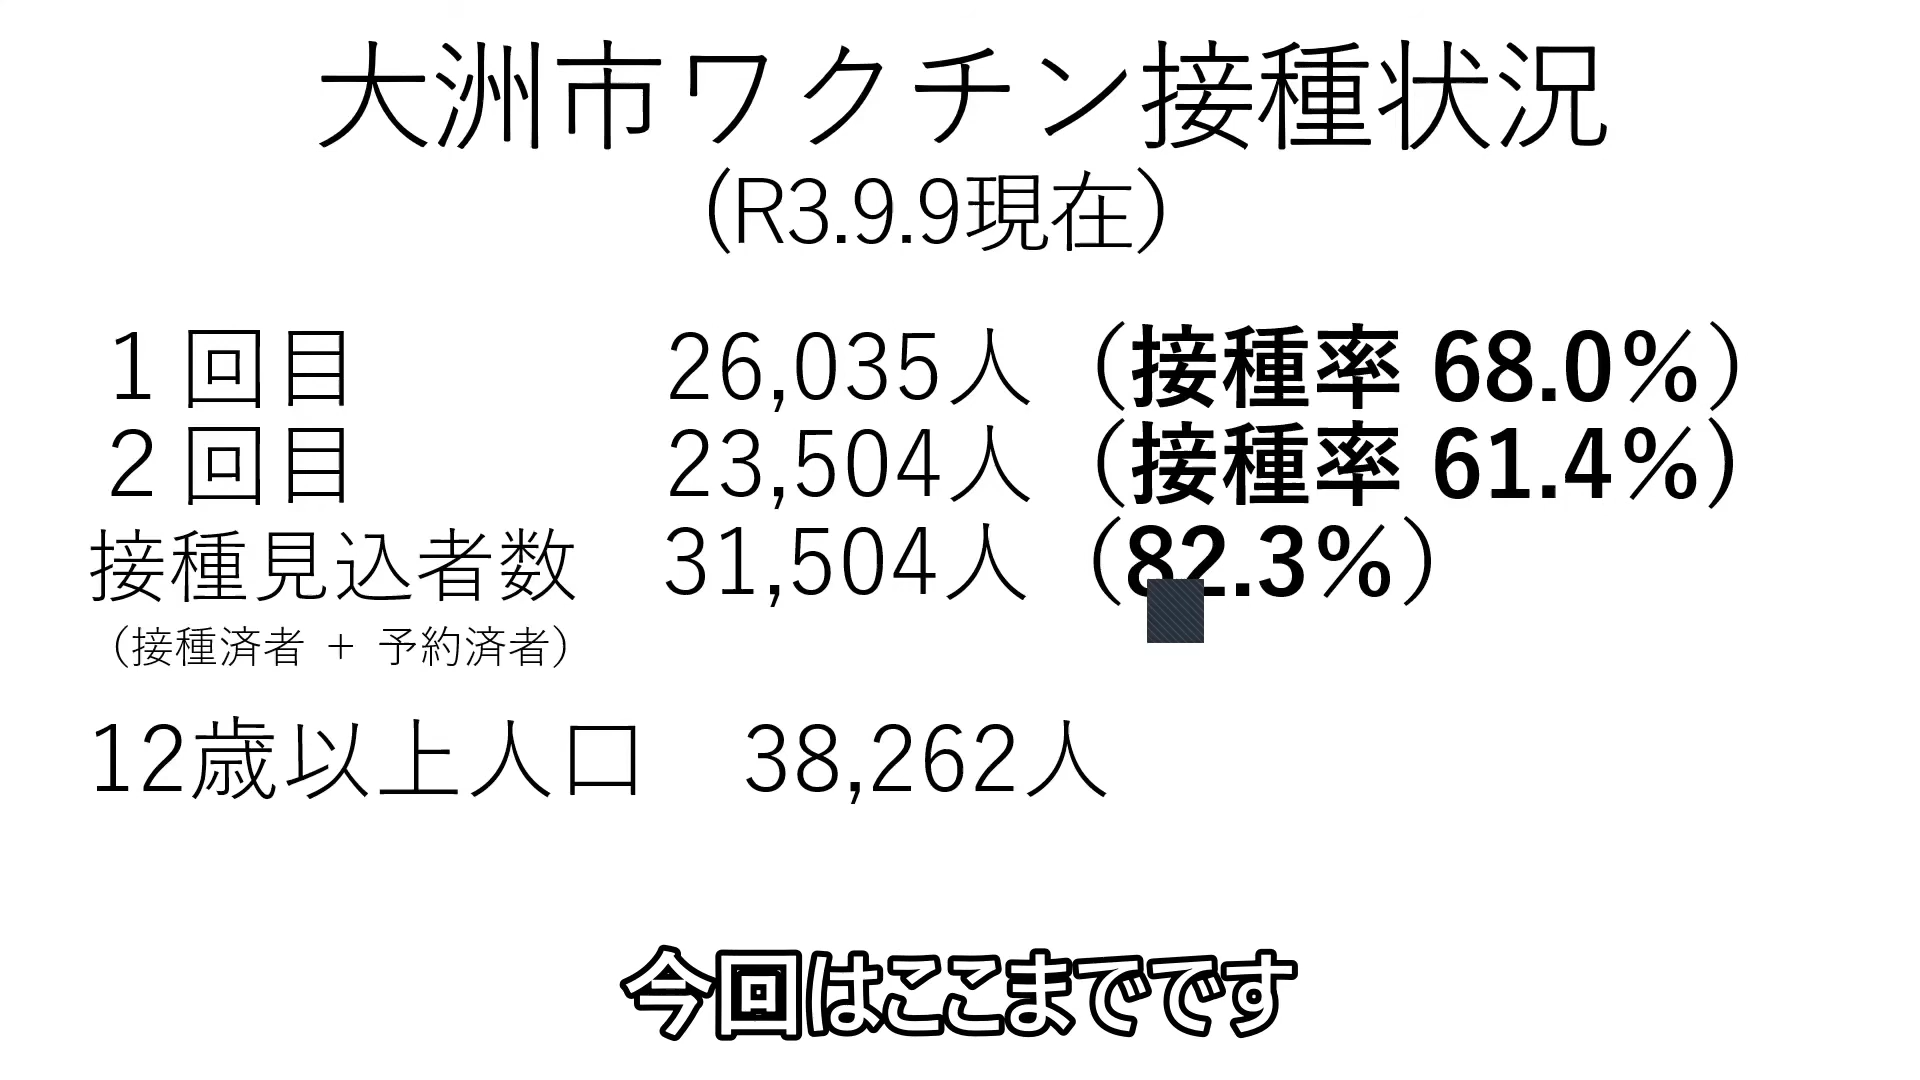 大洲市ワクチン接種状況
（R3.9.9現在）
１回目 26,035人（接種率 68.0％）
２回目 23,504人（接種率 61.4％）
接種見込者数 31,504人（82.3％）
（接種済者 + 予約済者）
12歳以上人口 38,262人
今回はここまでです